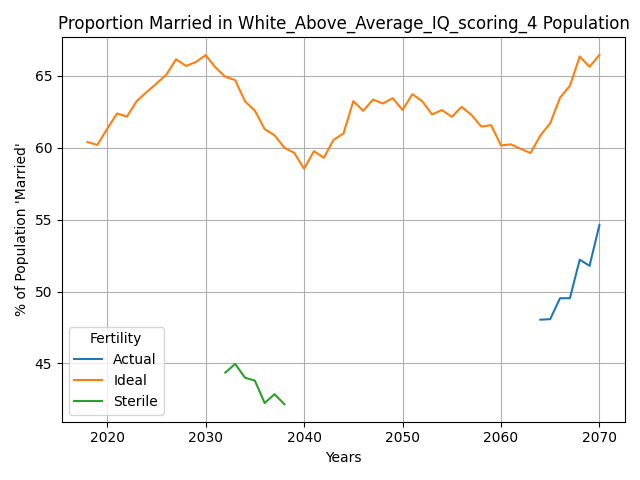 Proportion Married in White_Above_Average_IQ_scoring_4 Population
% of Population 'Married'
65
60
55
50
45
Fertility
Actual
Ideal
Sterile
2020 2030 2040 2050 2060 2070
Years